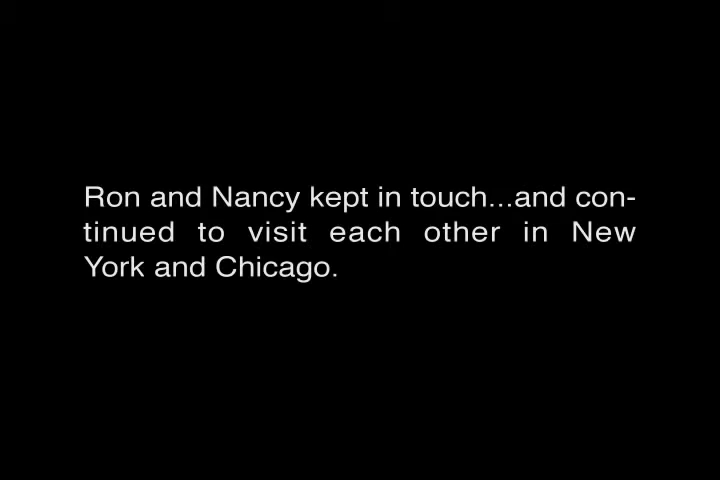 Ron and Nancy kept in touch...and con-
tinued to visit each other in New
York and Chicago.